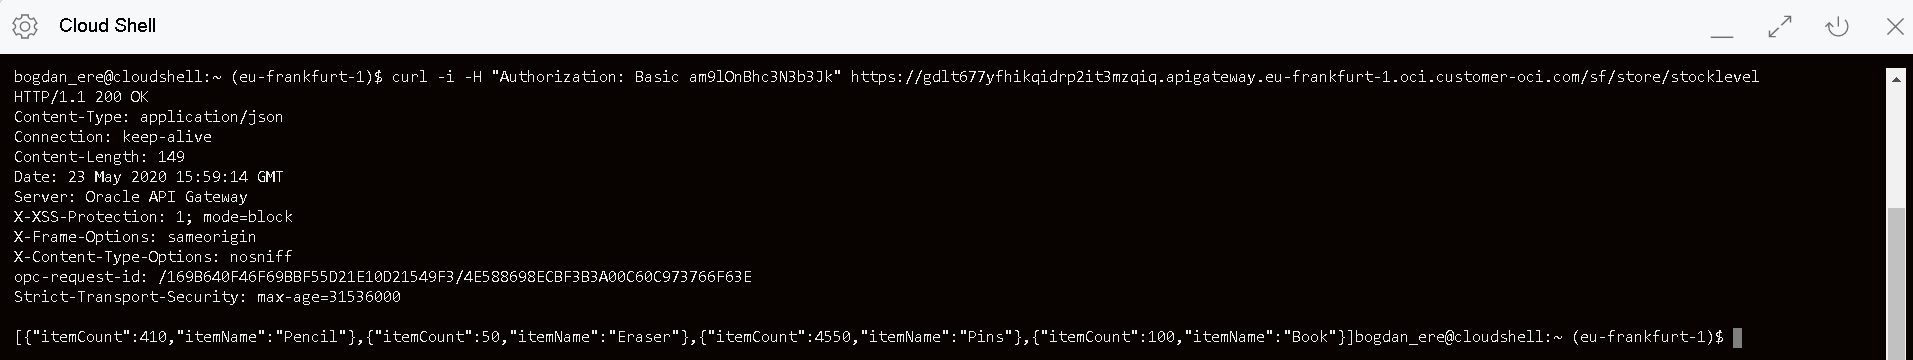 Cloud Shell
bogdan_ere@cloudshell:~ (eu-frankfurt-1)$ curl -i -H "Authorization: Basic am9lOnBhc3N3b3Jk" https://gdlt677yfhikqidrp2it3mzqiq.apigateway.eu-frankfurt-1.oci.customer-oci.com/sf/store/stocklevel
HTTP/1.1 200 OK
Content-Type: application/json
Connection: keep-alive
Content-Length: 149
Date: 23 May 2020 15:59:14 GMT
Server: Oracle API Gateway
X-XSS-Protection: 1; mode=block
X-Frame-Options: sameorigin
X-Content-Type-Options: nosniff
opc-request-id: /169B640F46F69BBF55D21E10D21549F3/4E588698ECBF3B3A00C60C973766F63E
Strict-Transport-Security: max-age=31536000
[{"itemCount":410,"itemName":"Pencil"},{"itemCount":50,"itemName":"Eraser"},{"itemCount":4550,"itemName":"Pins"},{"itemCount":100,"itemName":"Book"}]bogdan_ere@cloudshell:~ (eu-frankfurt-1)$